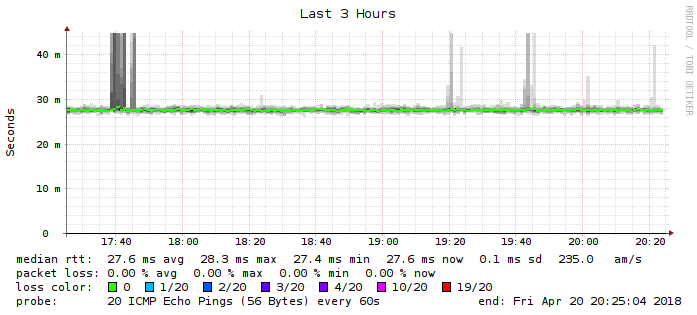 Last 3 Hours
RRDTOOL / TOBI OETIKER
Seconds
40 m
30 m
20 m
10 m
0
17:40 18:00 18:20 18:40 19:00 19:20 19:40 20:00 20:20
median rtt: 27.6 ms avg 28.3 ms max 27.4 ms min 27.6 ms now 0.1 ms sd 235.0 am/s
packet loss: 0.00 % avg 0.00 % max 0.00 % min 0.00 % now
loss color: 0 1/20 2/20 3/20 4/20 10/20 19/20
probe: 20 ICMP Echo Pings (56 Bytes) every 60s end: Fri Apr 20 20:25:04 2018